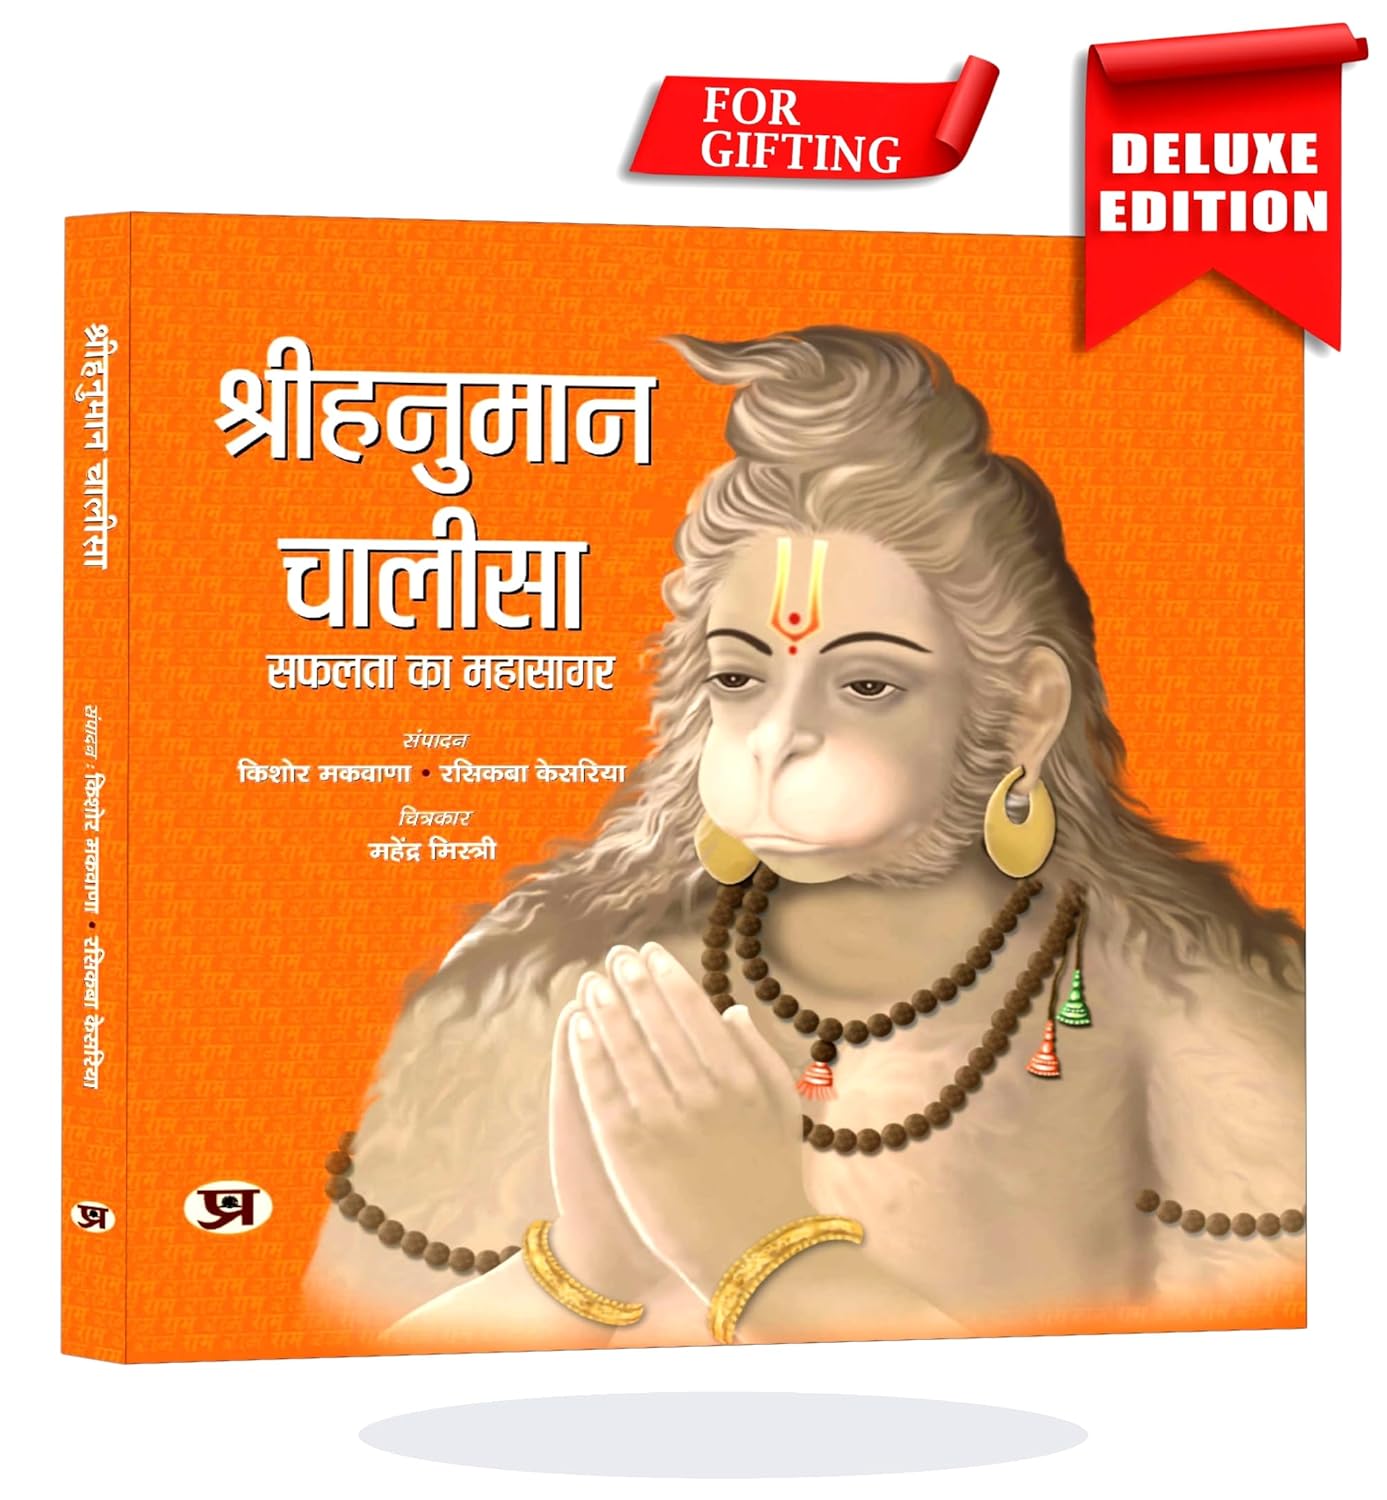 FOR
GIFTING
DELUXE
EDITION
श्रीहनुमान
चालीसा
सफलता का महासागर
संपादन
किशोर मकवाणा • रसिकबा केसरिया
चित्रकार
महेंद्र मिस्त्री
प्र
श्रीहनुमान चालीसा
संपादन : किशोर मकवाणा • रसिकबा केसरिया
प्र